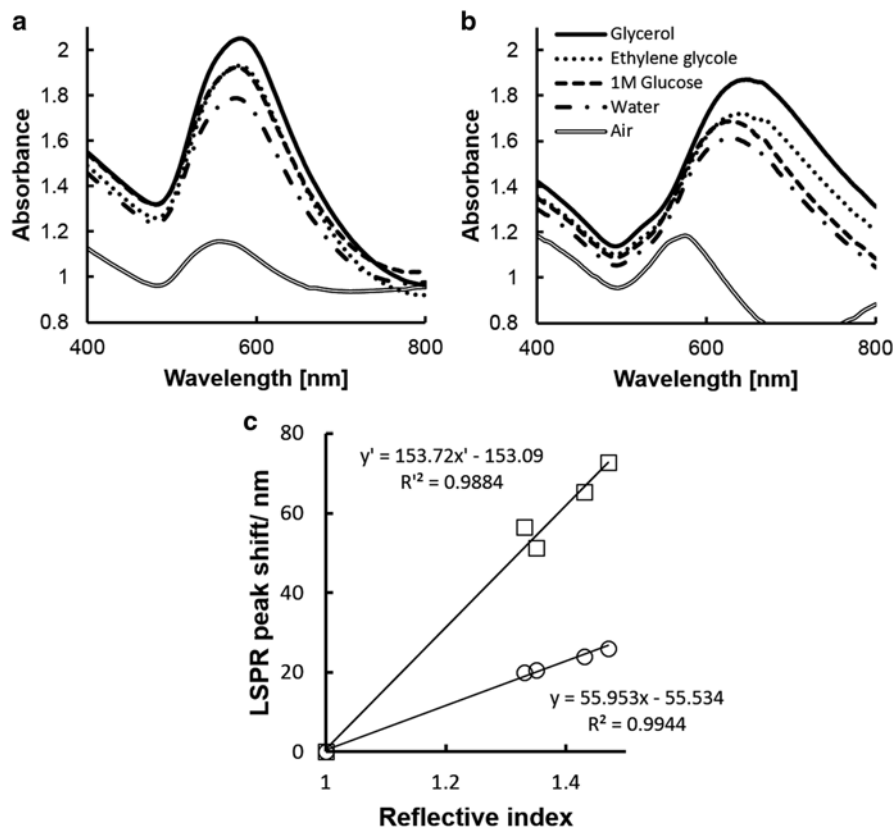 a
2
1.8
1.6
1.4
1.2
1
0.8
400
600
800
Absorbance
Wavelength [nm]
b
Glycerol
Ethylene glycole
1M Glucose
Water
Air
2
1.8
1.6
1.4
1.2
1
0.8
400
600
800
Absorbance
Wavelength [nm]
c
80
60
40
20
0
1
1.2
1.4
LSPR peak shift/ nm
Reflective index
y' = 153.72x' - 153.09
R'² = 0.9884
y = 55.953x - 55.534
R² = 0.9944